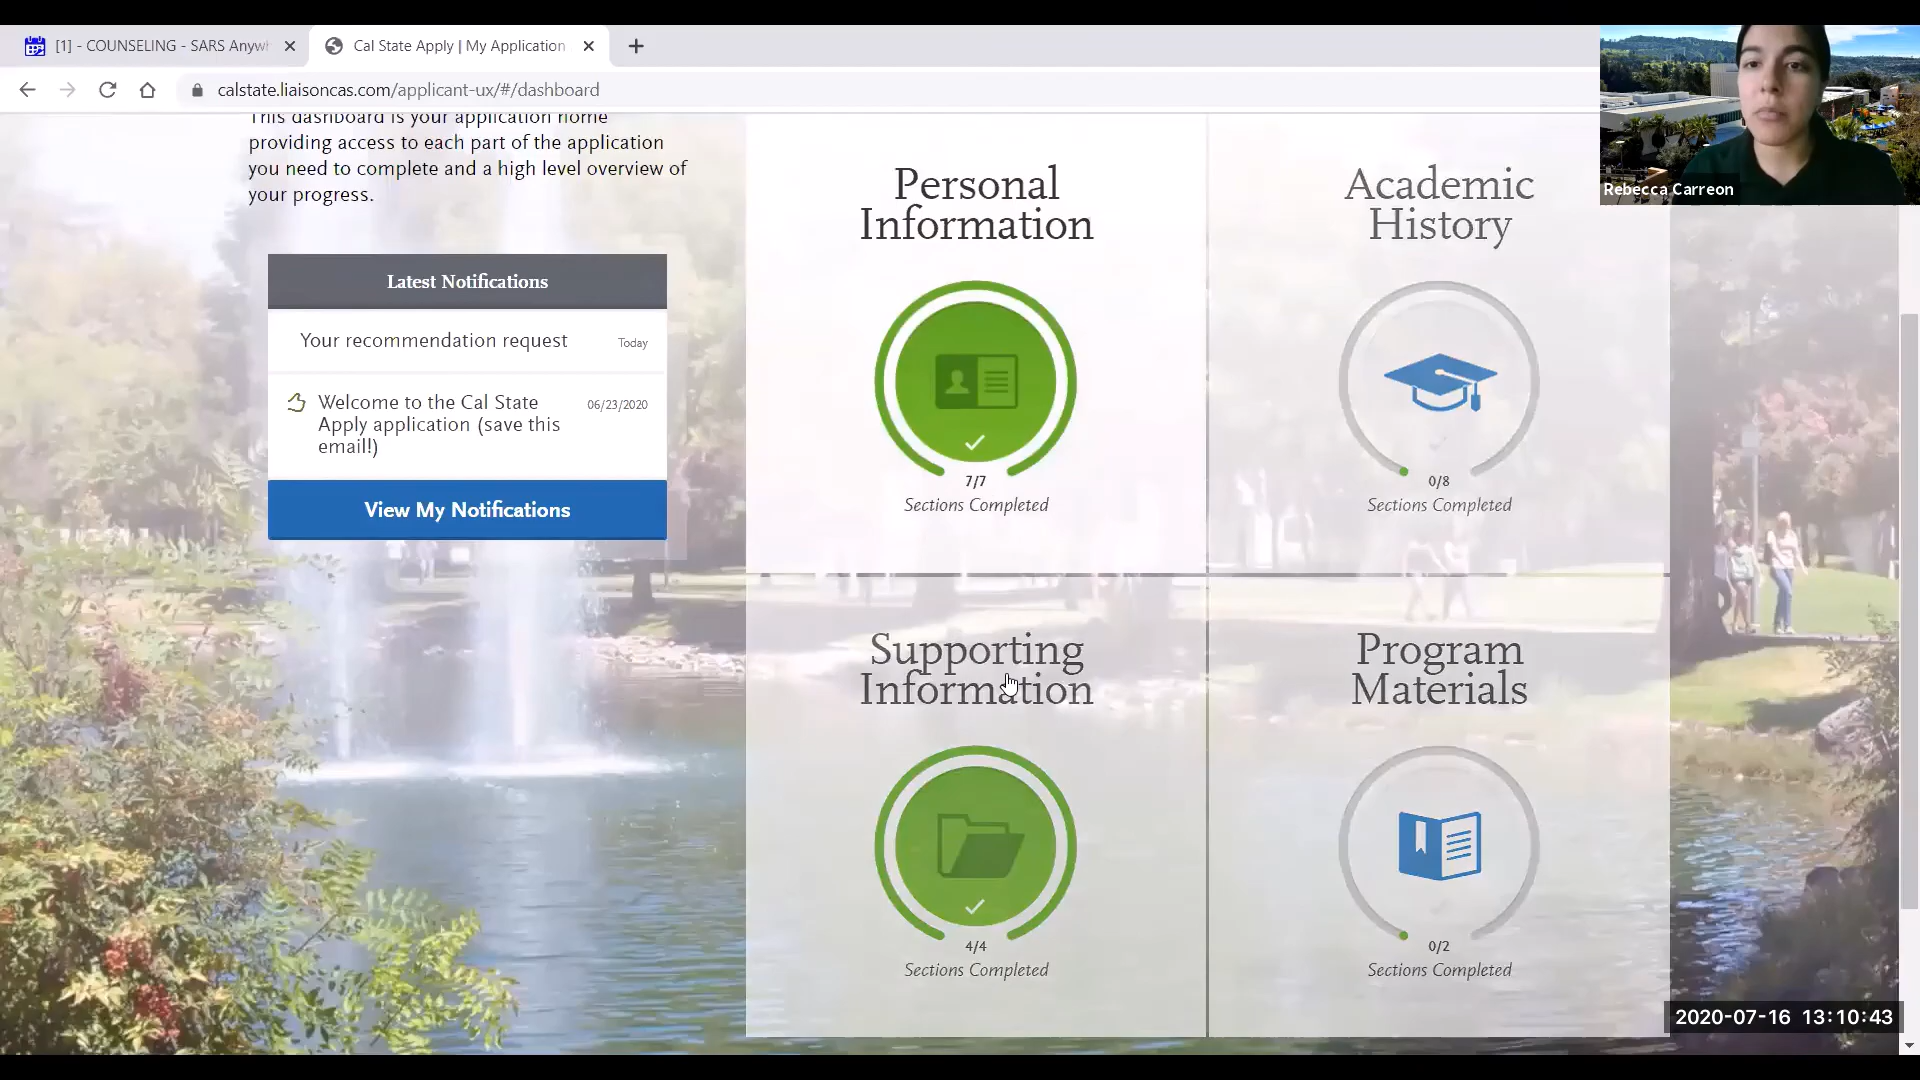 [1] - COUNSELING - SARS Anywh
Cal State Apply | My Application
calstate.liaisoncas.com/applicant-ux/#/dashboard
This dashboard is your application home
providing access to each part of the application
you need to complete and a high level overview of
your progress.
Latest Notifications
Your recommendation request
Today
Welcome to the Cal State
Apply application (save this
email!)
06/23/2020
View My Notifications
Personal
Information
7/7
Sections Completed
Academic
History
0/8
Sections Completed
Supporting
Information
4/4
Sections Completed
Program
Materials
0/2
Sections Completed
Rebecca Carreon
2020-07-16 13:10:43